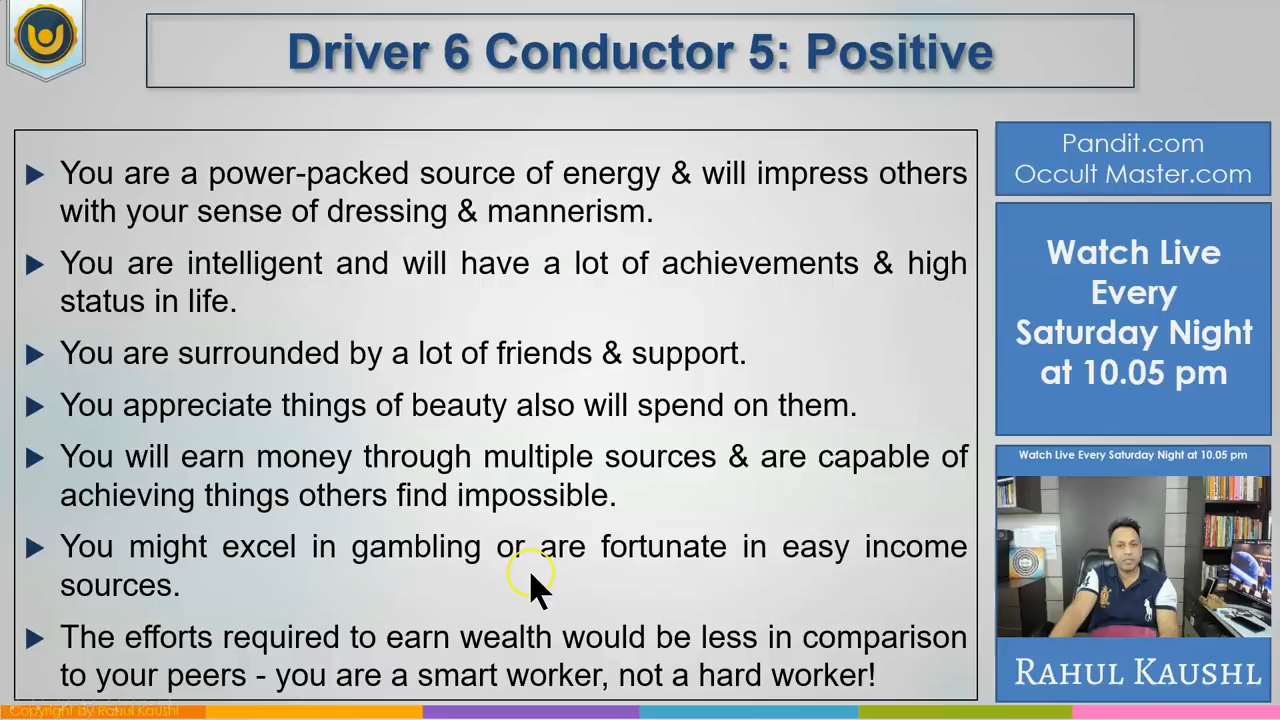 Driver 6 Conductor 5: Positive
You are a power-packed source of energy & will impress others
with your sense of dressing & mannerism.
You are intelligent and will have a lot of achievements & high
status in life.
You are surrounded by a lot of friends & support.
You appreciate things of beauty also will spend on them.
You will earn money through multiple sources & are capable of
achieving things others find impossible.
You might excel in gambling or are fortunate in easy income
sources.
The efforts required to earn wealth would be less in comparison
to your peers - you are a smart worker, not a hard worker!
Pandit.com
Occult Master.com
Watch Live
Every
Saturday Night
at 10.05 pm
Watch Live Every Saturday Night at 10.05 pm
Rahul Kaushl
Copyright by Rahul Kaushl